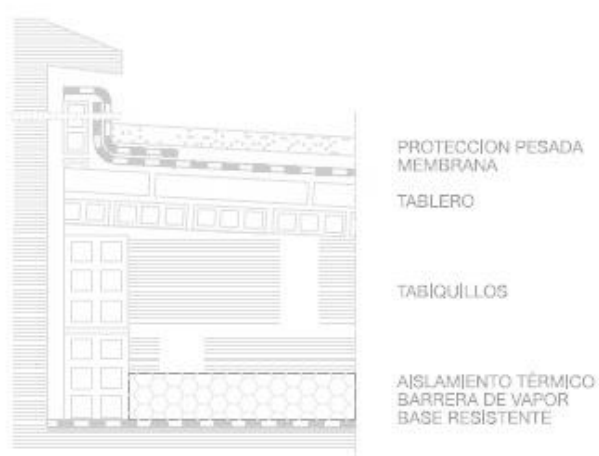 PROTECCION PESADA
MEMBRANA
TABLERO
TABIQUILLOS
AISLAMIENTO TÉRMICO
BARRERA DE VAPOR
BASE RESISTENTE